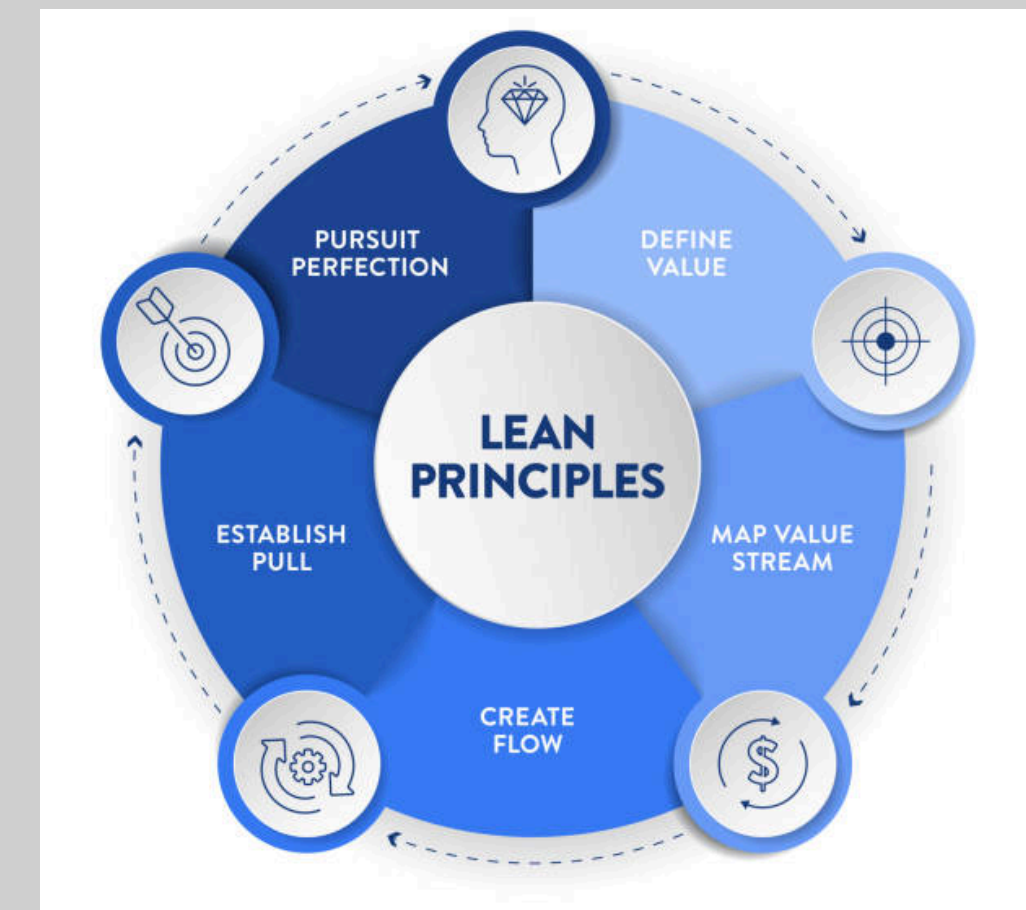 PURSUIT
PERFECTION
DEFINE
VALUE
LEAN
PRINCIPLES
ESTABLISH
PULL
MAP VALUE
STREAM
CREATE
FLOW
$